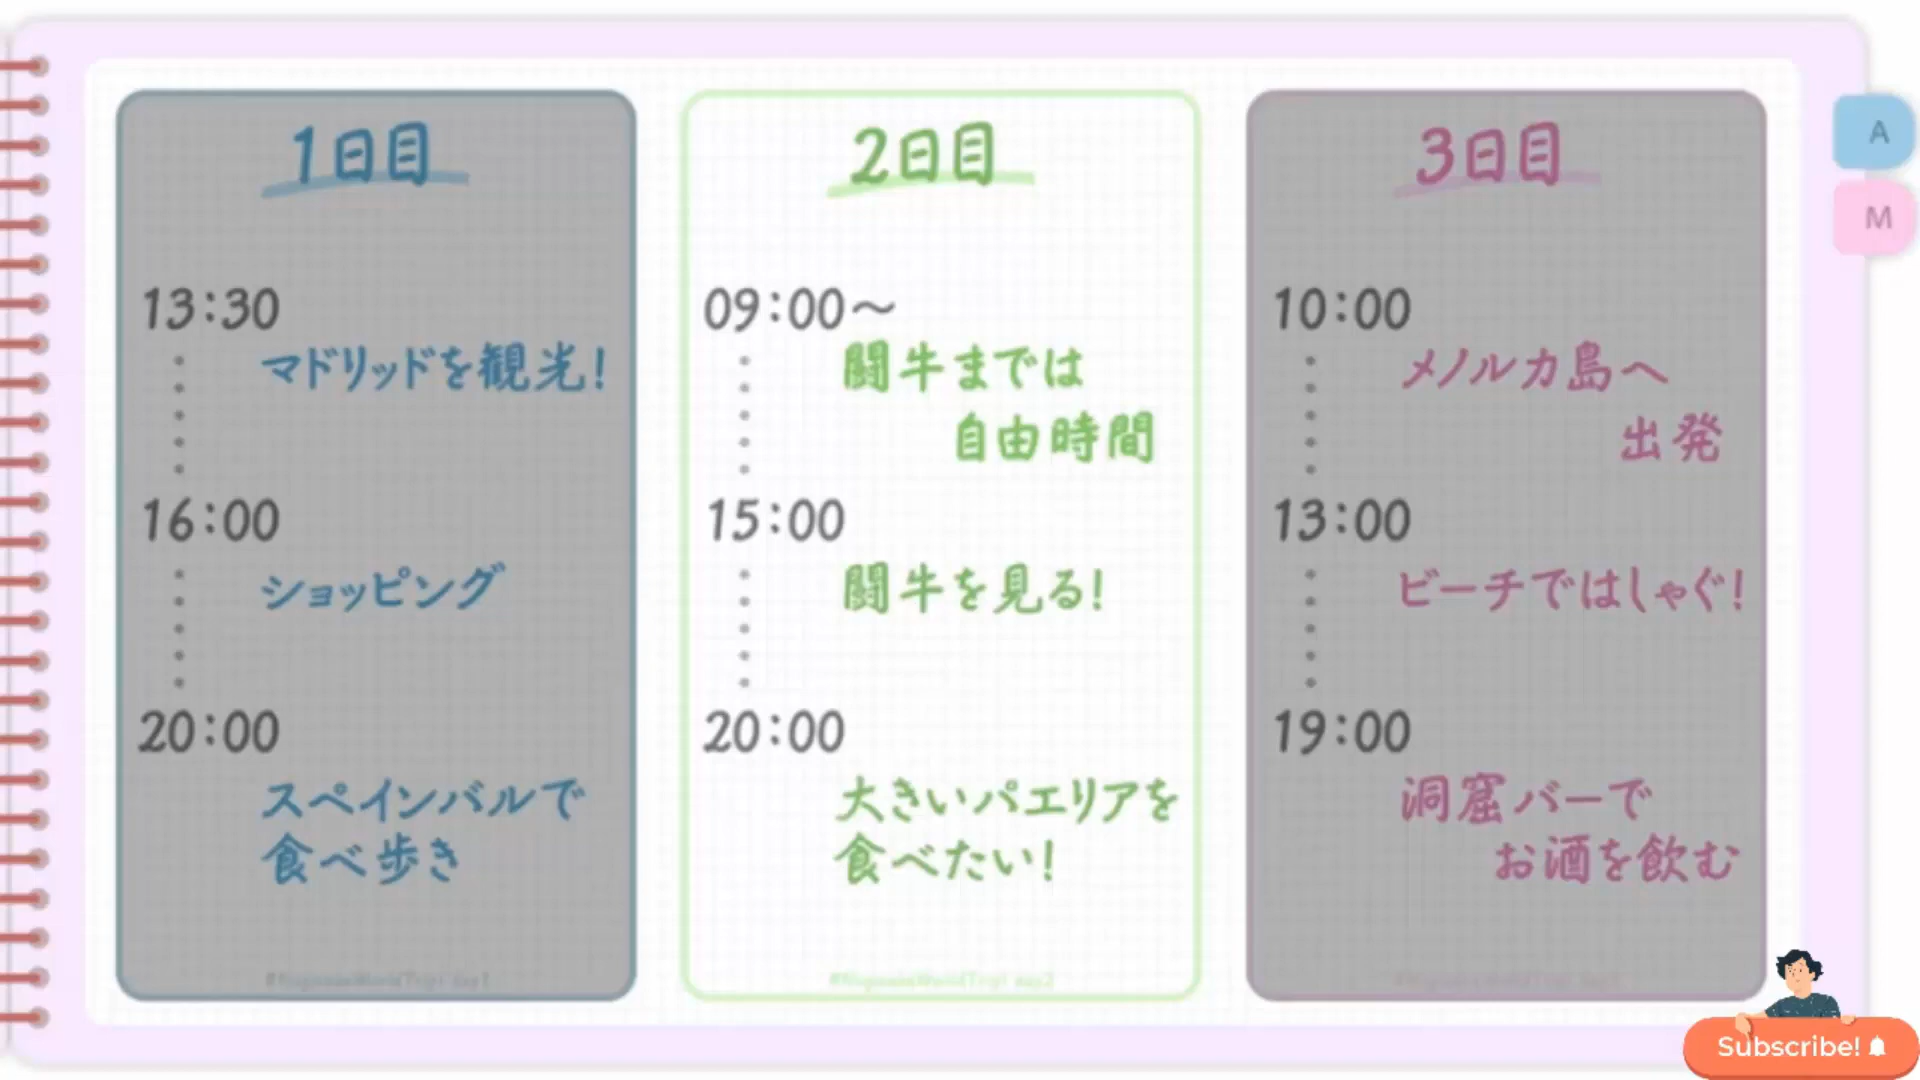 1日目
13:30
マドリッドを観光!
16:00
ショッピング
20:00
スペインバルで
食べ歩き
2日目
09:00～
闘牛までは
自由時間
15:00
闘牛を見る!
20:00
大きいパエリアを
食べたい!
3日目
10:00
メノルカ島へ
出発
13:00
ビーチではしゃぐ!
19:00
洞窟バーで
お酒を飲む
A
M
Subscribe!